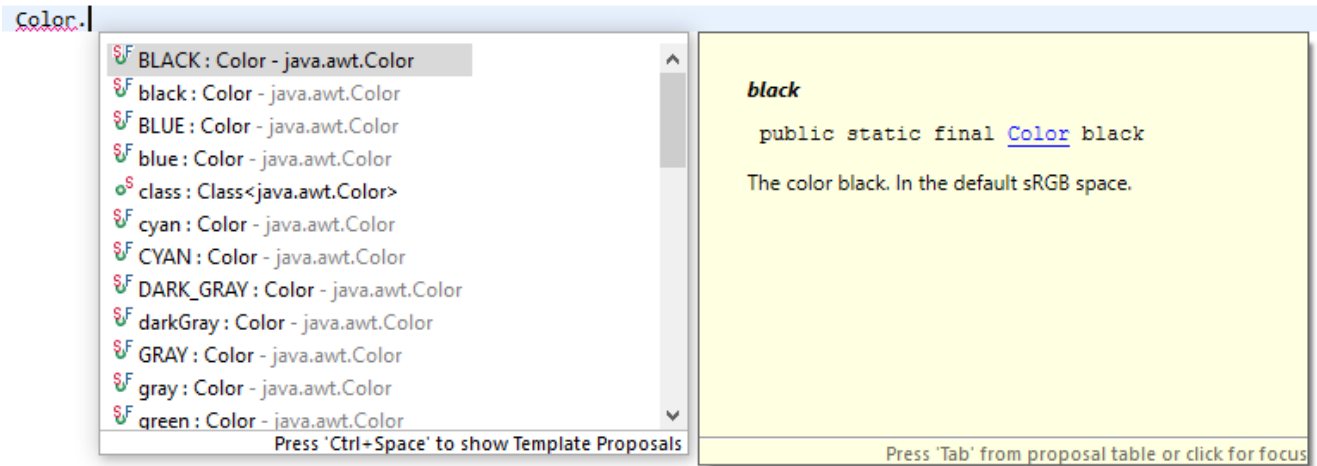 Color.
BLACK : Color - java.awt.Color
black : Color - java.awt.Color
BLUE : Color - java.awt.Color
blue : Color - java.awt.Color
class : Class<java.awt.Color>
cyan : Color - java.awt.Color
CYAN : Color - java.awt.Color
DARK_GRAY : Color - java.awt.Color
darkGray : Color - java.awt.Color
GRAY : Color - java.awt.Color
gray : Color - java.awt.Color
green : Color - java.awt.Color
Press 'Ctrl+Space' to show Template Proposals
black
public static final Color black
The color black. In the default sRGB space.
Press 'Tab' from proposal table or click for focus